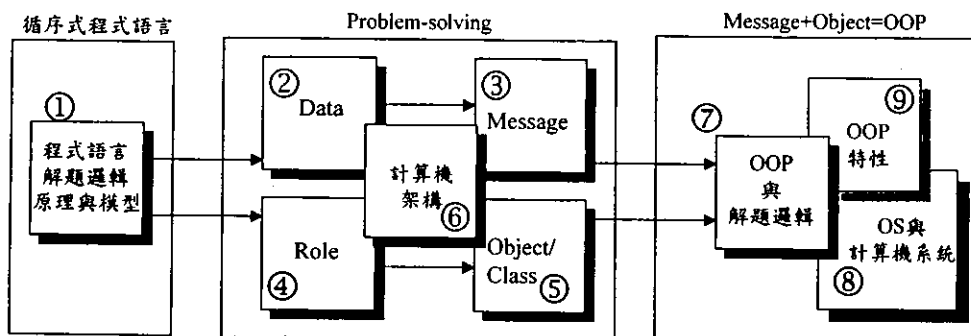 循序式程式語言
Problem-solving
Message+Object=OOP
①
程式語言
解題邏輯
原理與模型
②
Data
③
Message
計算機
架構
⑥
Role
④
Object/
Class
⑤
⑦
OOP
與
解題邏輯
⑨
OOP
特性
OS與
計算機系統
⑧